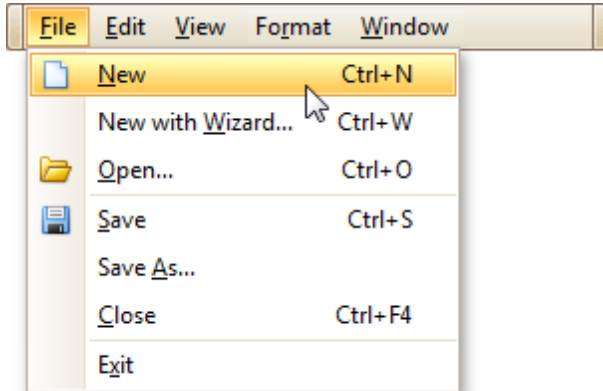 File Edit View Format Window
New Ctrl+N
New with Wizard... Ctrl+W
Open... Ctrl+O
Save Ctrl+S
Save As...
Close Ctrl+F4
Exit